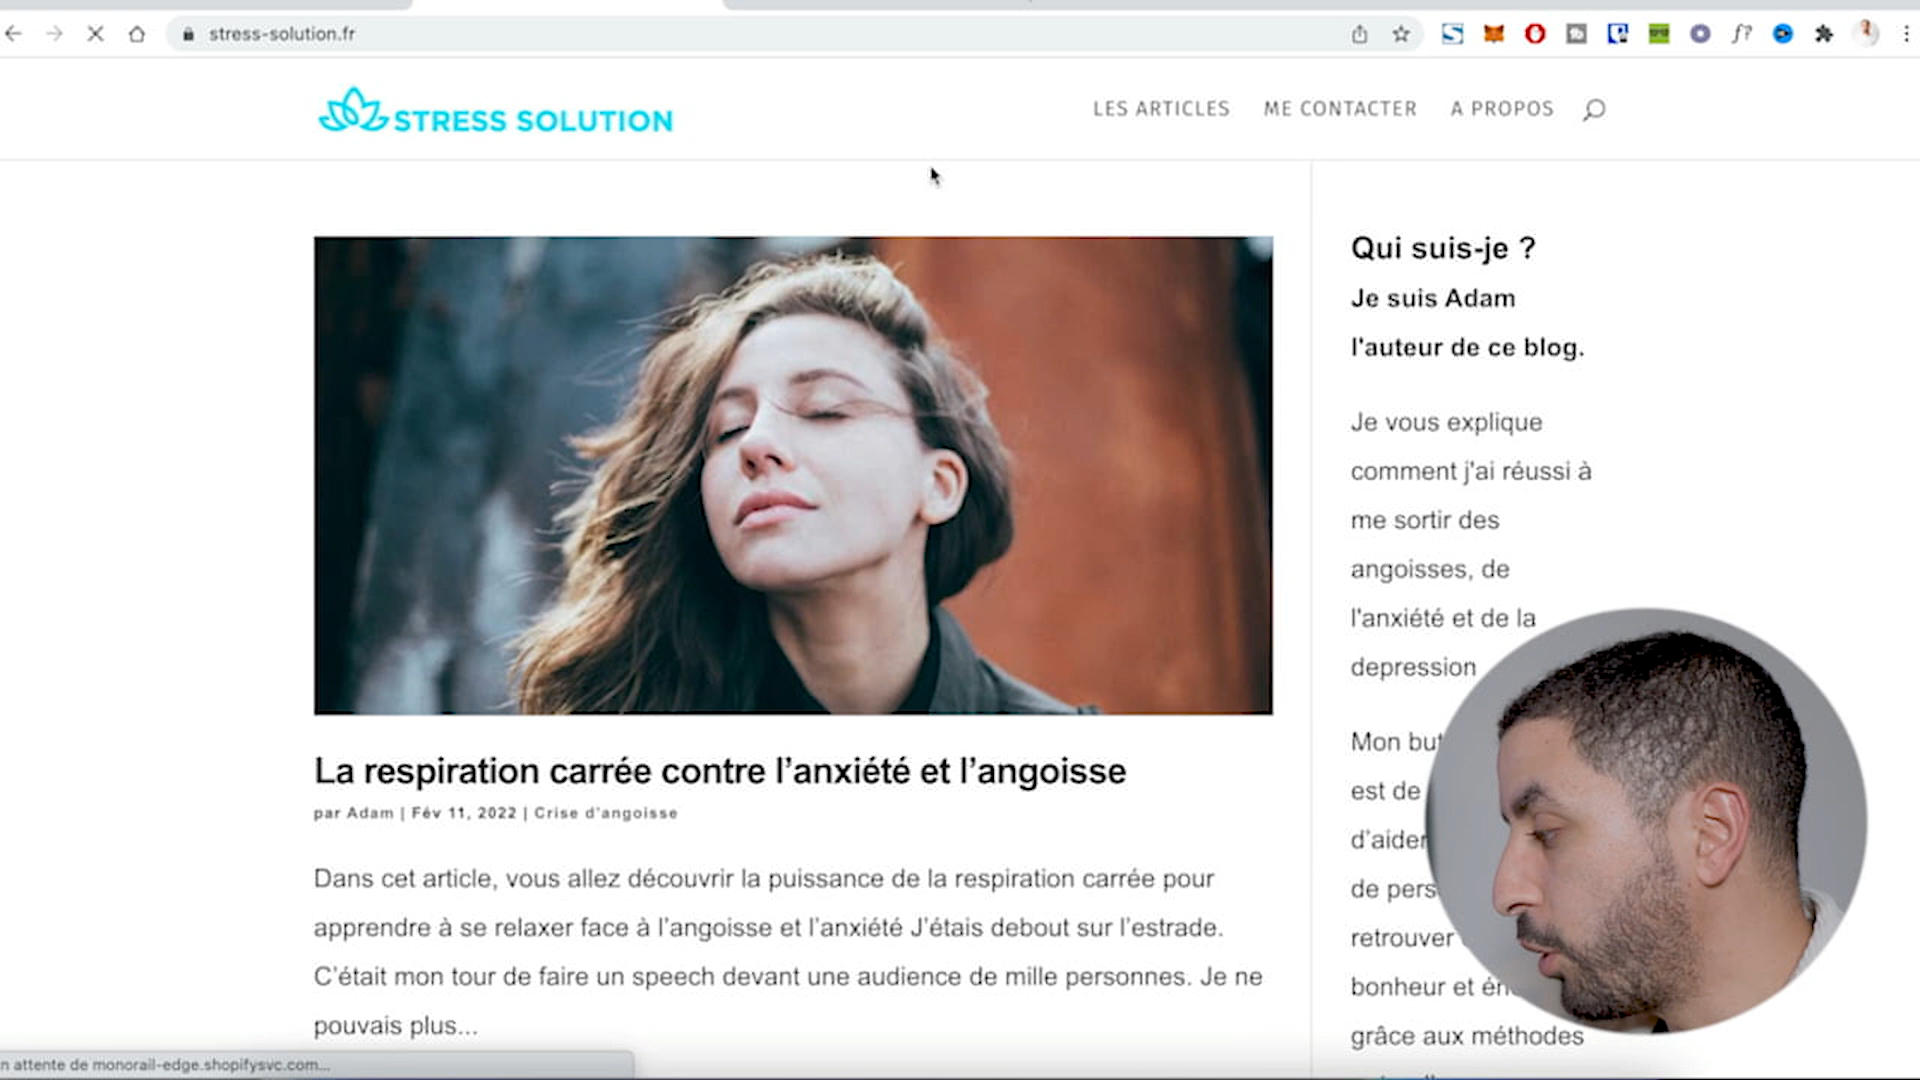 stress-solution.fr
STRESS SOLUTION
LES ARTICLES
ME CONTACTER
A PROPOS
La respiration carrée contre l’anxiété et l’angoisse
par Adam | Fév 11, 2022 | Crise d'angoisse
Dans cet article, vous allez découvrir la puissance de la respiration carrée pour
apprendre à se relaxer face à l’angoisse et l’anxiété J’étais debout sur l’estrade.
C’était mon tour de faire un speech devant une audience de mille personnes. Je ne
pouvais plus...
Qui suis-je ?
Je suis Adam
l'auteur de ce blog.
Je vous explique
comment j'ai réussi à
me sortir des
angoisses, de
l'anxiété et de la
depression
Mon but
est de
d’aider
de pers
retrouver
bonheur et én
grâce aux méthodes
n attente de monorail-edge.shopifysvc.com...